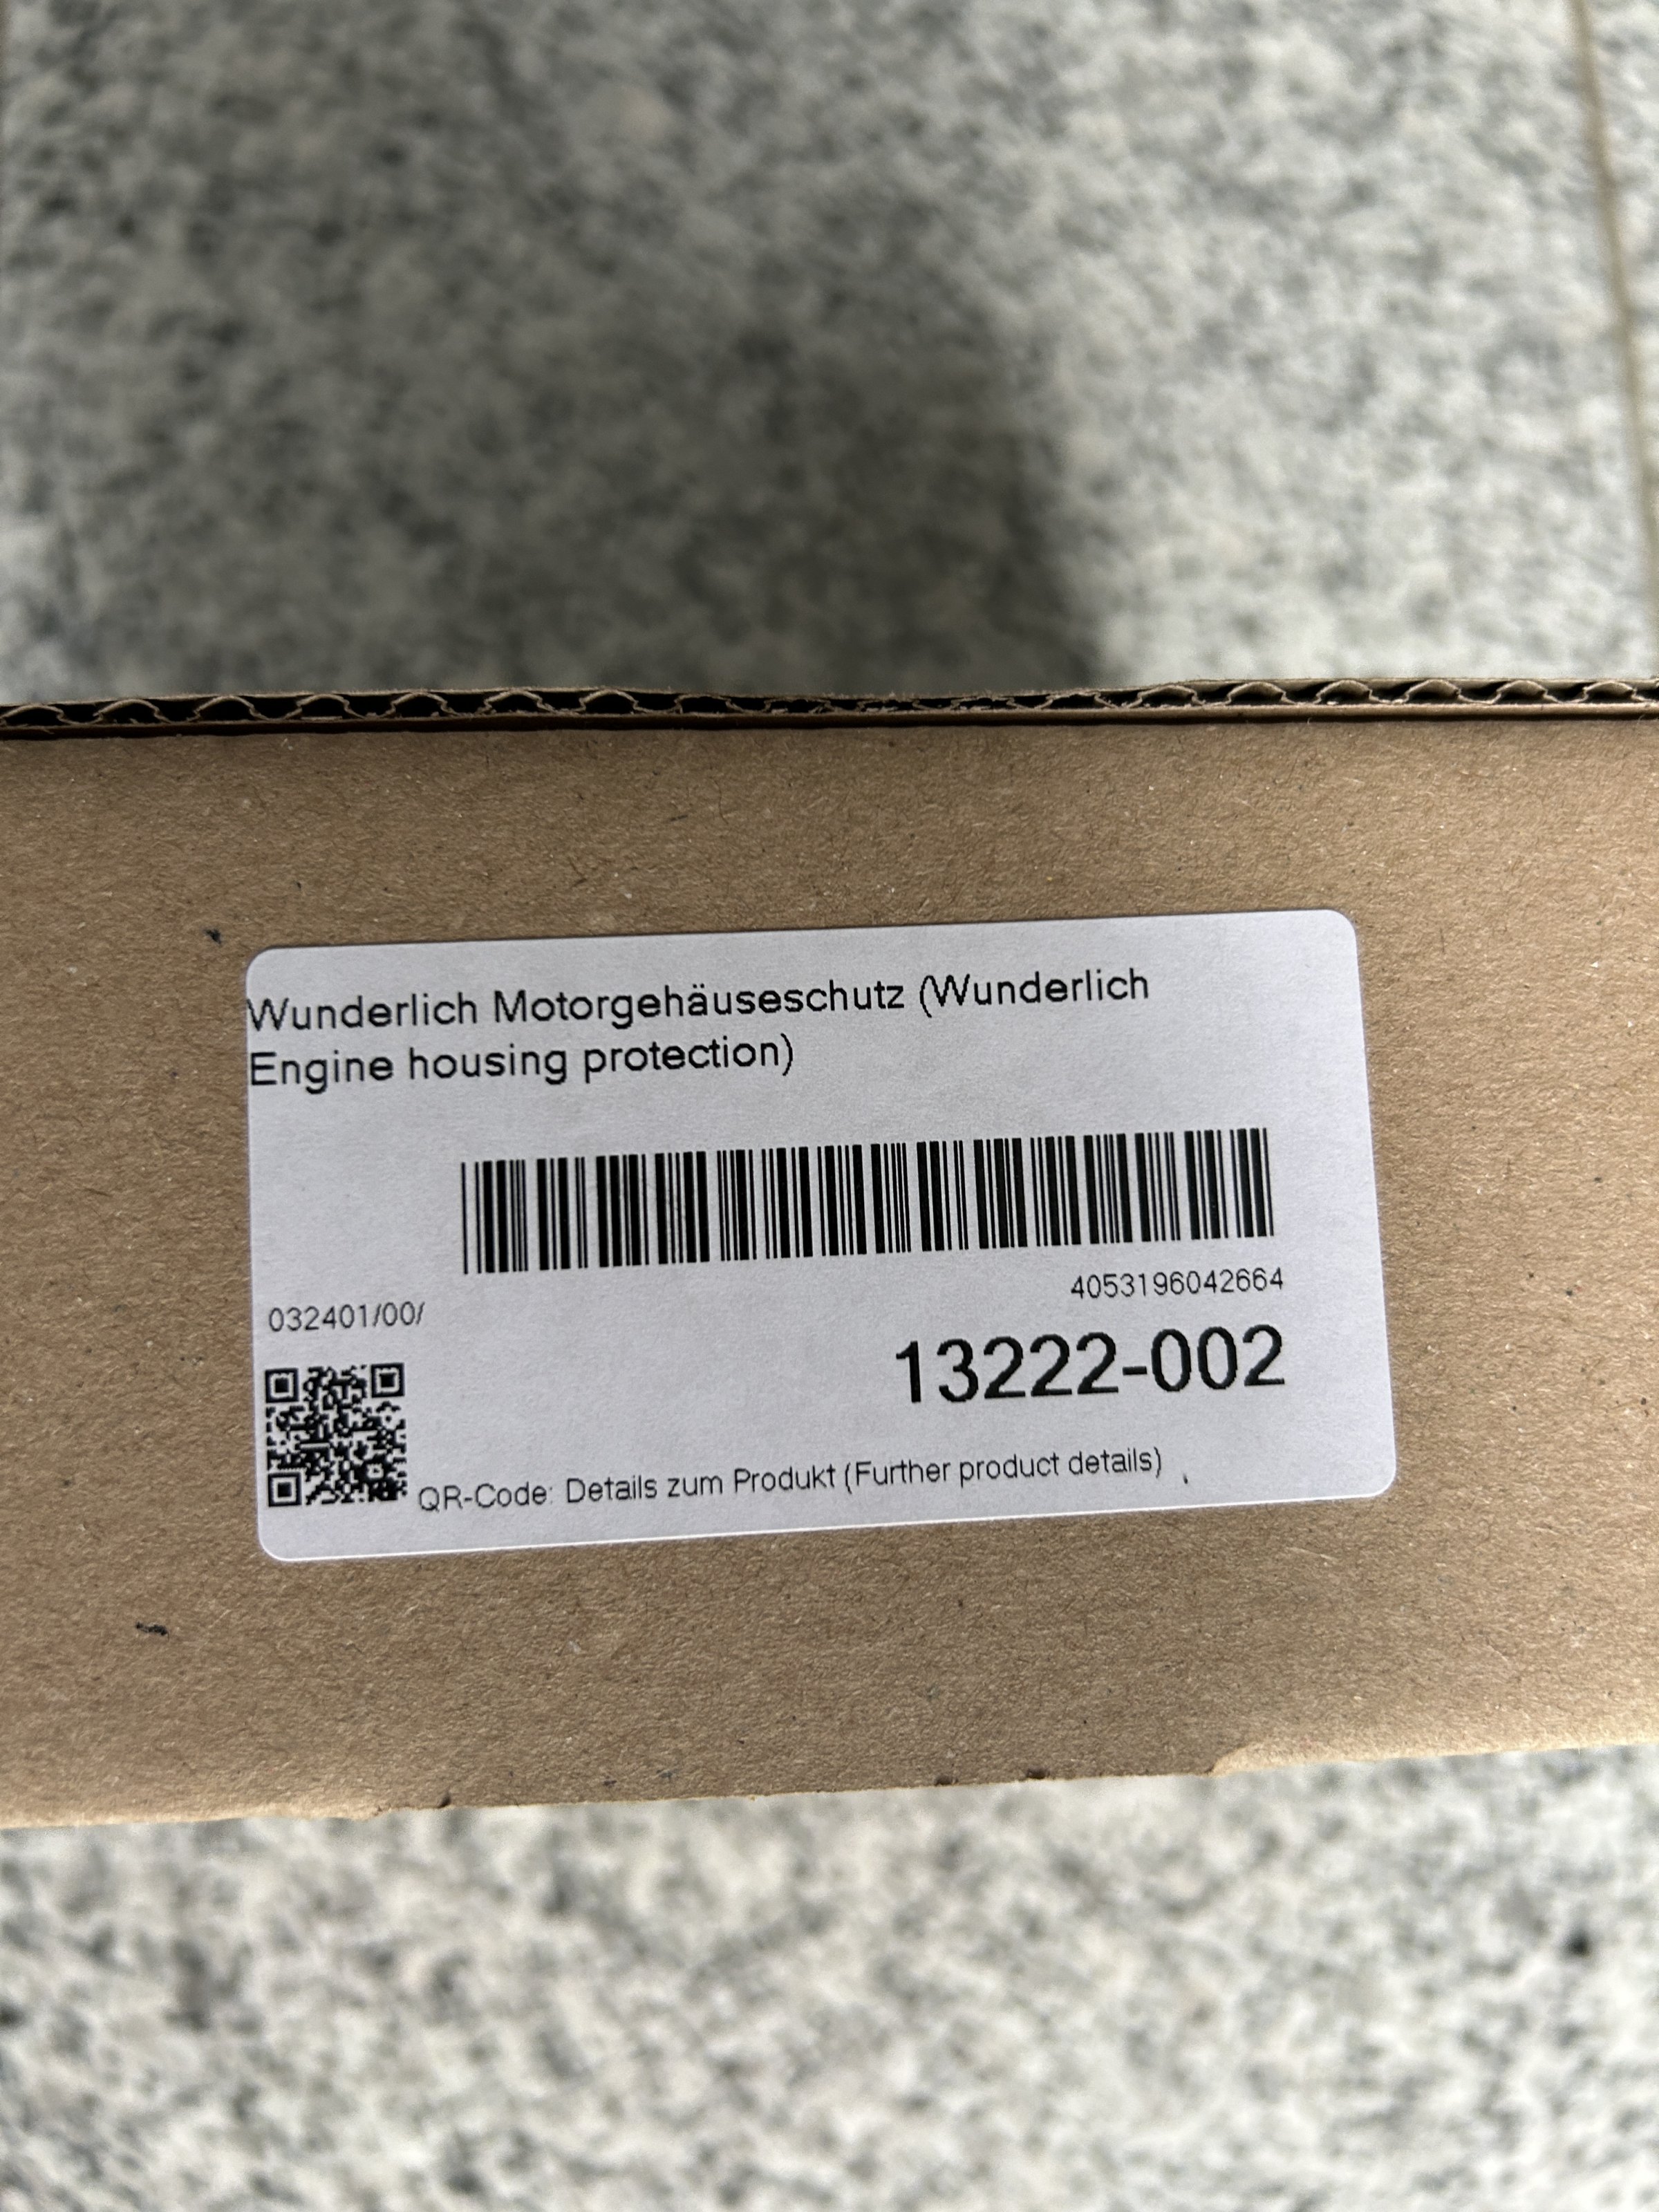 Wunderlich Motorgehäuseschutz (Wunderlich
Engine housing protection)
4053196042664
032401/00/
13222-002
QR-Code: Details zum Produkt (Further product details)